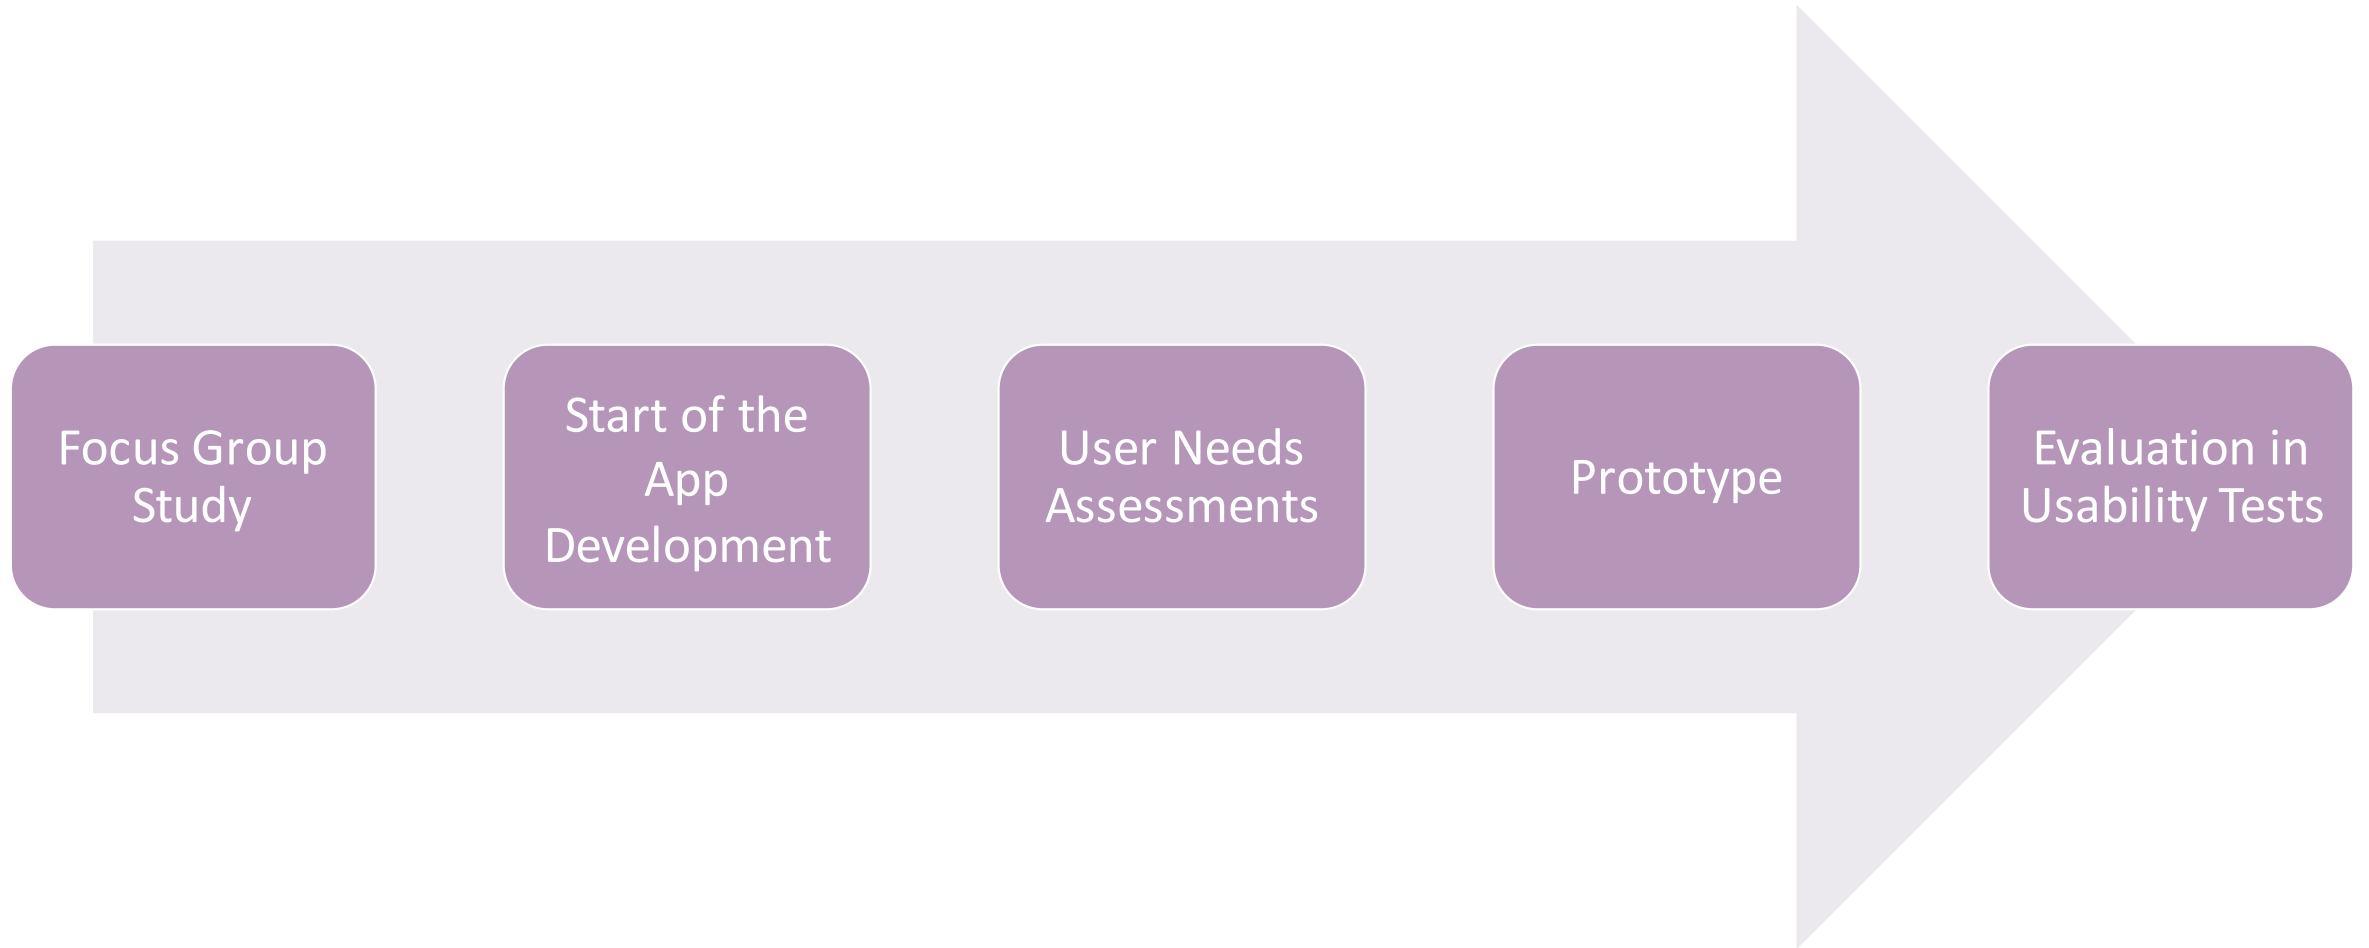 Focus Group
Study
Start of the
App
Development
User Needs
Assessments
Prototype
Evaluation in
Usability Tests